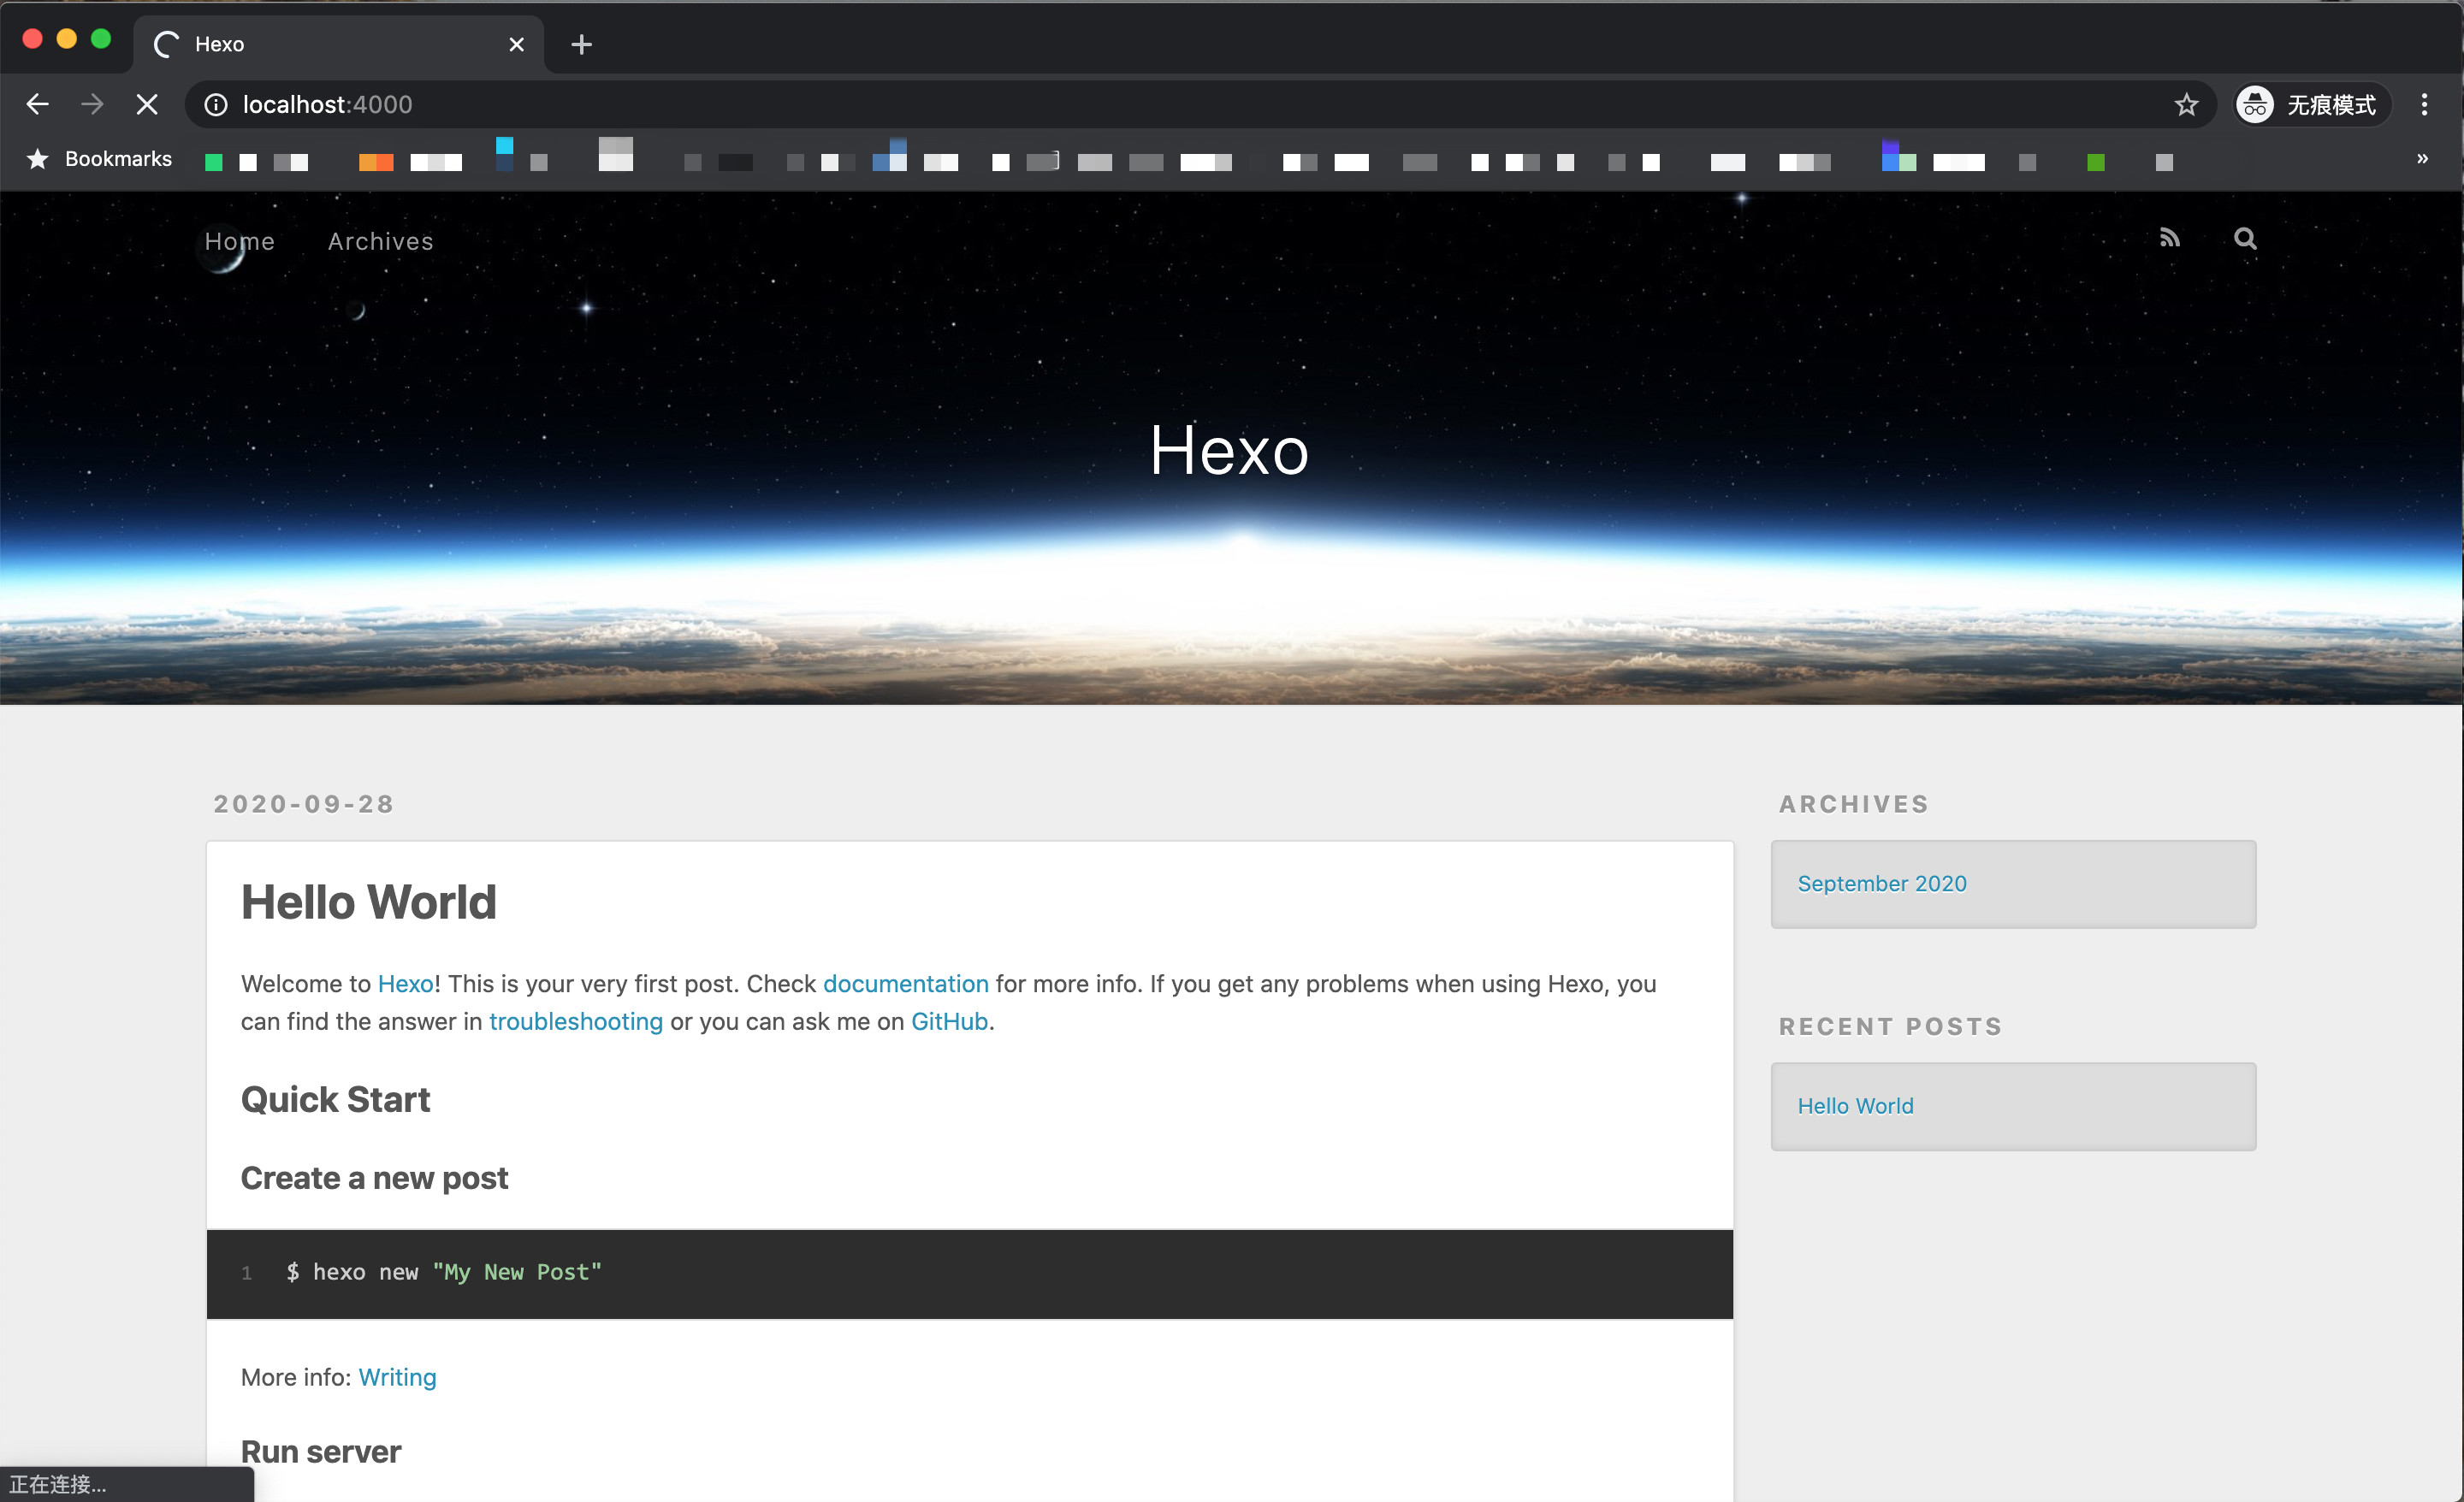 Hexo
localhost:4000
无痕模式
Bookmarks
»
Home Archives
Hexo
2020-09-28
Hello World
Welcome to Hexo! This is your very first post. Check documentation for more info. If you get any problems when using Hexo, you
can find the answer in troubleshooting or you can ask me on GitHub.
Quick Start
Create a new post
1 $ hexo new "My New Post"
More info: Writing
Run server
ARCHIVES
September 2020
RECENT POSTS
Hello World
正在连接...